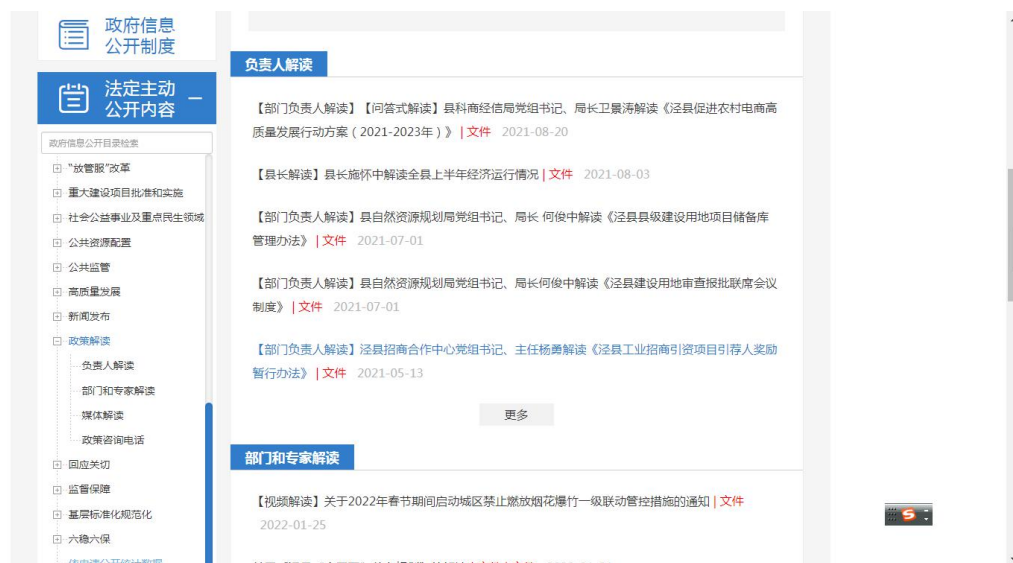 政府信息
公开制度
法定主动
公开内容
政府信息公开目录检索
"放管服"改革
重大建设项目批准和实施
社会公益事业及重点民生领域
公共资源配置
公共监管
高质量发展
新闻发布
政策解读
负责人解读
部门和专家解读
媒体解读
政策咨询电话
回应关切
监督保障
基层标准化规范化
六稳六保
负责人解读
【部门负责人解读】【问答式解读】县科商经信局党组书记、局长卫景涛解读《泾县促进农村电商高
质量发展行动方案（2021-2023年）》 | 文件 2021-08-20
【县长解读】县长施怀中解读全县上半年经济运行情况 | 文件 2021-08-03
【部门负责人解读】县自然资源规划局党组书记、局长 何俊中解读《泾县县级建设用地项目储备库
管理办法》 | 文件 2021-07-01
【部门负责人解读】县自然资源规划局党组书记、局长何俊中解读《泾县建设用地审查报批联席会议
制度》 | 文件 2021-07-01
【部门负责人解读】泾县招商合作中心党组书记、主任杨勇解读《泾县工业招商引资项目引荐人奖励
暂行办法》 | 文件 2021-05-13
更多
部门和专家解读
【视频解读】关于2022年春节期间启动城区禁止燃放烟花爆竹一级联动管控措施的通知 | 文件
2022-01-25